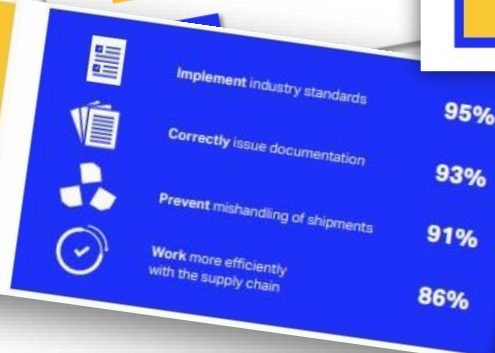 Implement industry standards 95%
Correctly issue documentation 93%
Prevent mishandling of shipments 91%
Work more efficiently
with the supply chain 86%